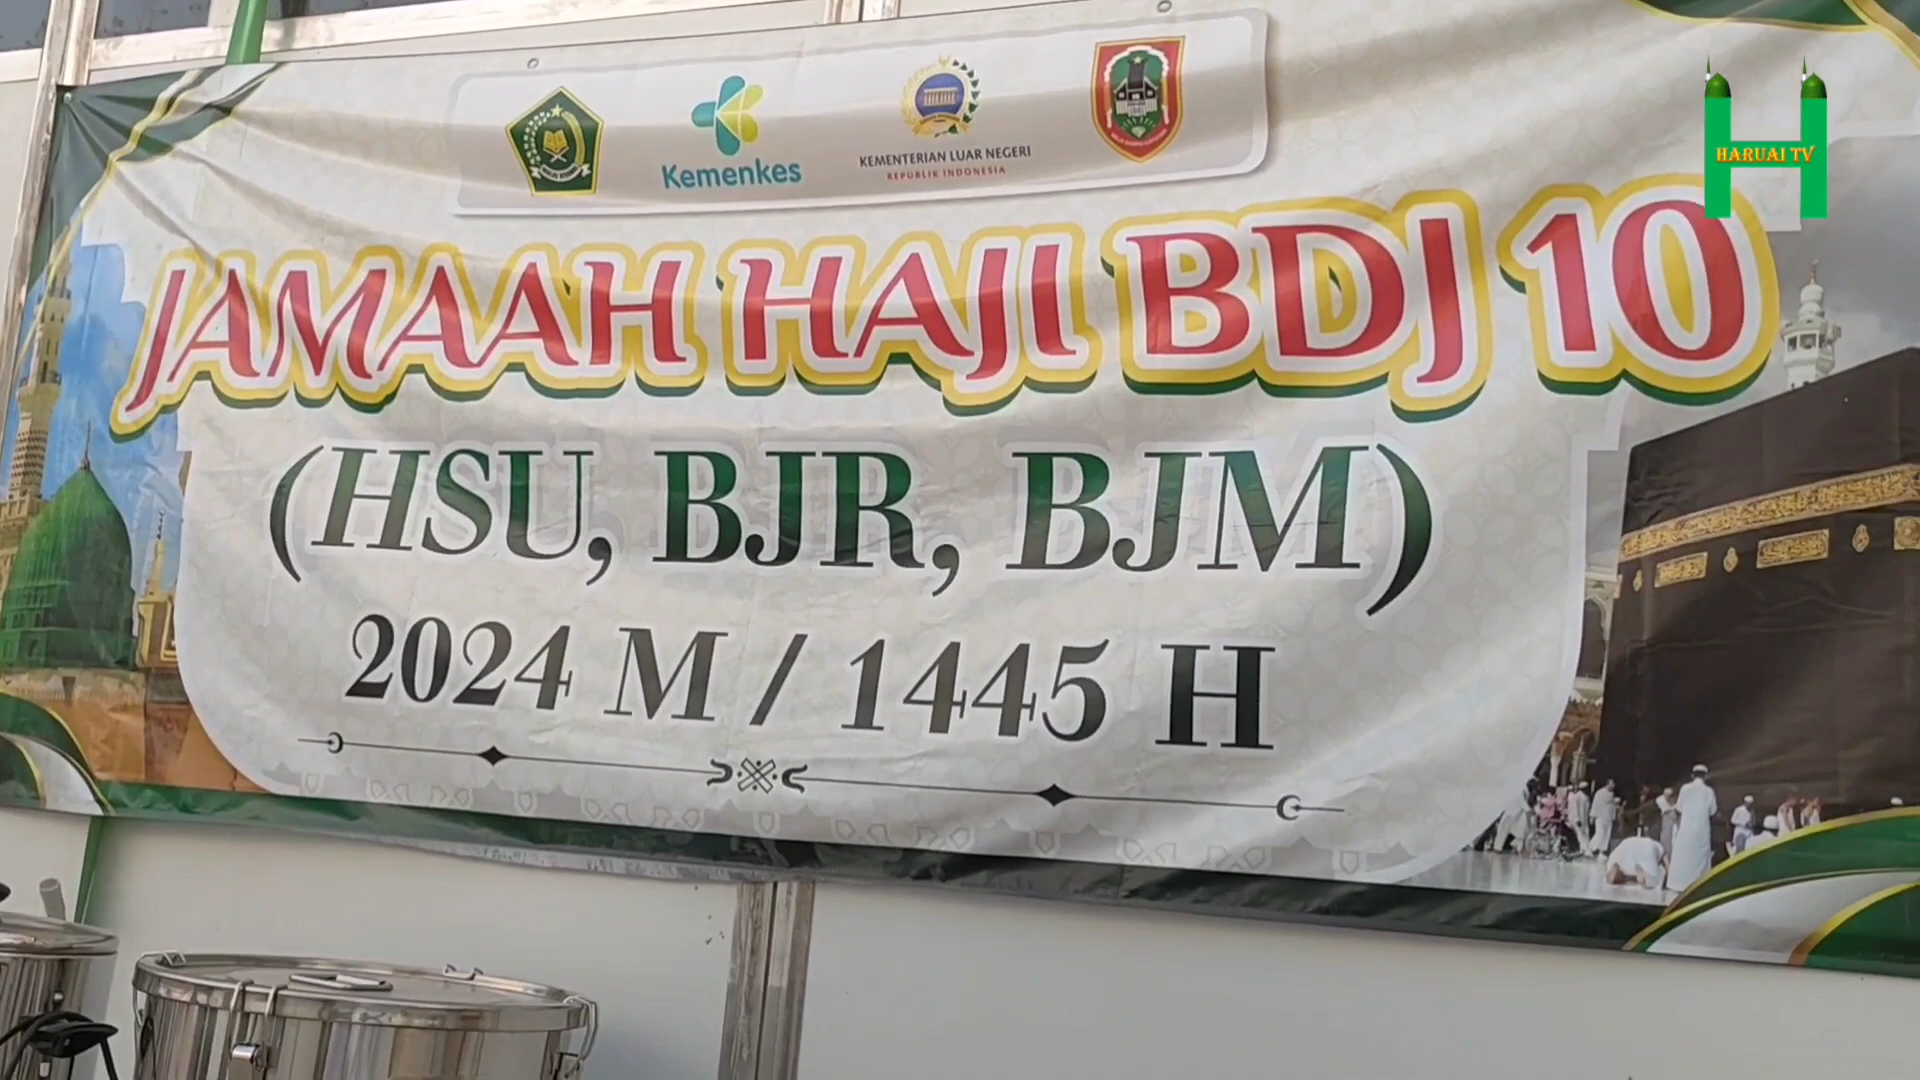 Kemenkes
KEMENTERIAN LUAR NEGERI
REPUBLIK INDONESIA
HARUAI TV
JAMAAH HAJI BDJ 10
(HSU, BJR, BJM)
2024 M / 1445 H